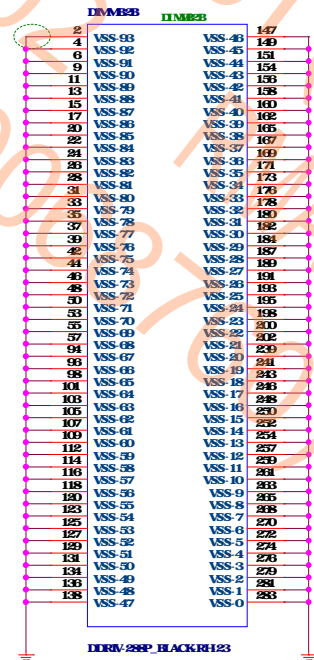 DIMMB2B DIMMB2B
2 VSS-93 VSS-46 147
4 VSS-92 VSS-45 149
6 VSS-91 VSS-44 151
9 VSS-90 VSS-43 154
11 VSS-89 VSS-42 156
13 VSS-88 VSS-41 158
15 VSS-87 VSS-40 160
17 VSS-86 VSS-39 162
20 VSS-85 VSS-38 165
22 VSS-84 VSS-37 167
24 VSS-83 VSS-36 169
26 VSS-82 VSS-35 171
28 VSS-81 VSS-34 173
31 VSS-80 VSS-33 176
33 VSS-79 VSS-32 178
35 VSS-78 VSS-31 180
37 VSS-77 VSS-30 182
39 VSS-76 VSS-29 184
42 VSS-75 VSS-28 187
44 VSS-74 VSS-27 189
46 VSS-73 VSS-26 191
48 VSS-72 VSS-25 193
50 VSS-71 VSS-24 195
53 VSS-70 VSS-23 198
55 VSS-69 VSS-22 200
57 VSS-68 VSS-21 202
94 VSS-67 VSS-20 239
96 VSS-66 VSS-19 241
98 VSS-65 VSS-18 243
101 VSS-64 VSS-17 246
103 VSS-63 VSS-16 248
105 VSS-62 VSS-15 250
107 VSS-61 VSS-14 252
109 VSS-60 VSS-13 254
112 VSS-59 VSS-12 257
114 VSS-58 VSS-11 259
116 VSS-57 VSS-10 261
118 VSS-56 VSS-9 263
120 VSS-55 VSS-8 265
123 VSS-54 VSS-7 268
125 VSS-53 VSS-6 270
127 VSS-52 VSS-5 272
129 VSS-51 VSS-4 274
131 VSS-50 VSS-3 276
134 VSS-49 VSS-2 279
136 VSS-48 VSS-1 281
138 VSS-47 VSS-0 283
DDRIV-288P_BLACK-RH-23